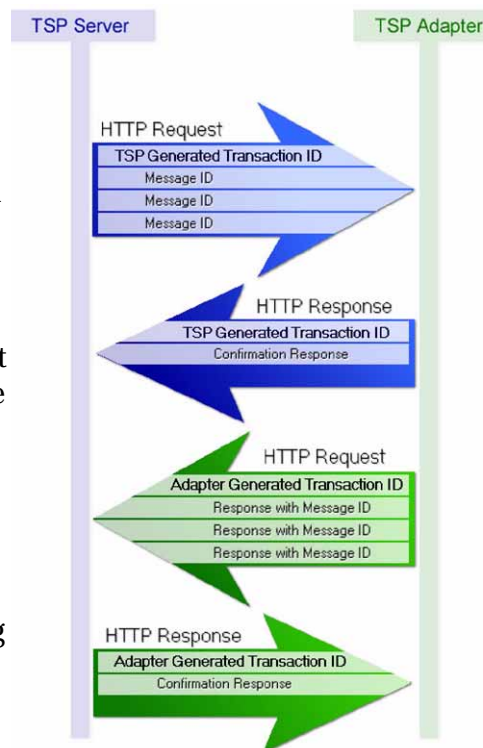 TSP Server
TSP Adapter
HTTP Request
TSP Generated Transaction ID
Message ID
Message ID
Message ID
HTTP Response
TSP Generated Transaction ID
Confirmation Response
HTTP Request
Adapter Generated Transaction ID
Response with Message ID
Response with Message ID
Response with Message ID
HTTP Response
Adapter Generated Transaction ID
Confirmation Response